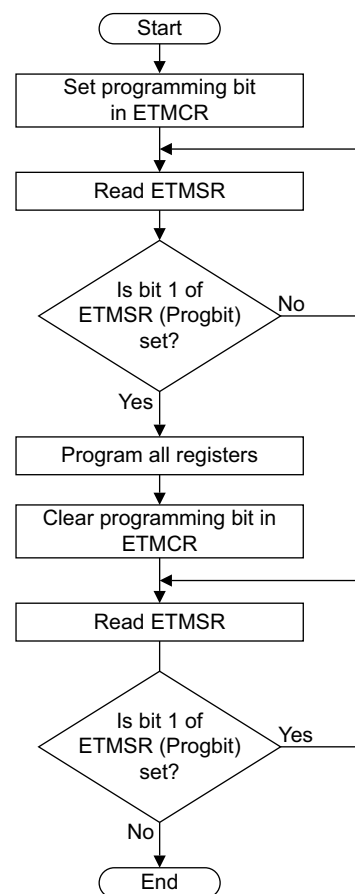 Start
Set programming bit
in ETMCR
Read ETMSR
Is bit 1 of
ETMSR (Progbit)
set?
No
Yes
Program all registers
Clear programming bit in
ETMCR
Read ETMSR
Is bit 1 of
ETMSR (Progbit)
set?
Yes
No
End